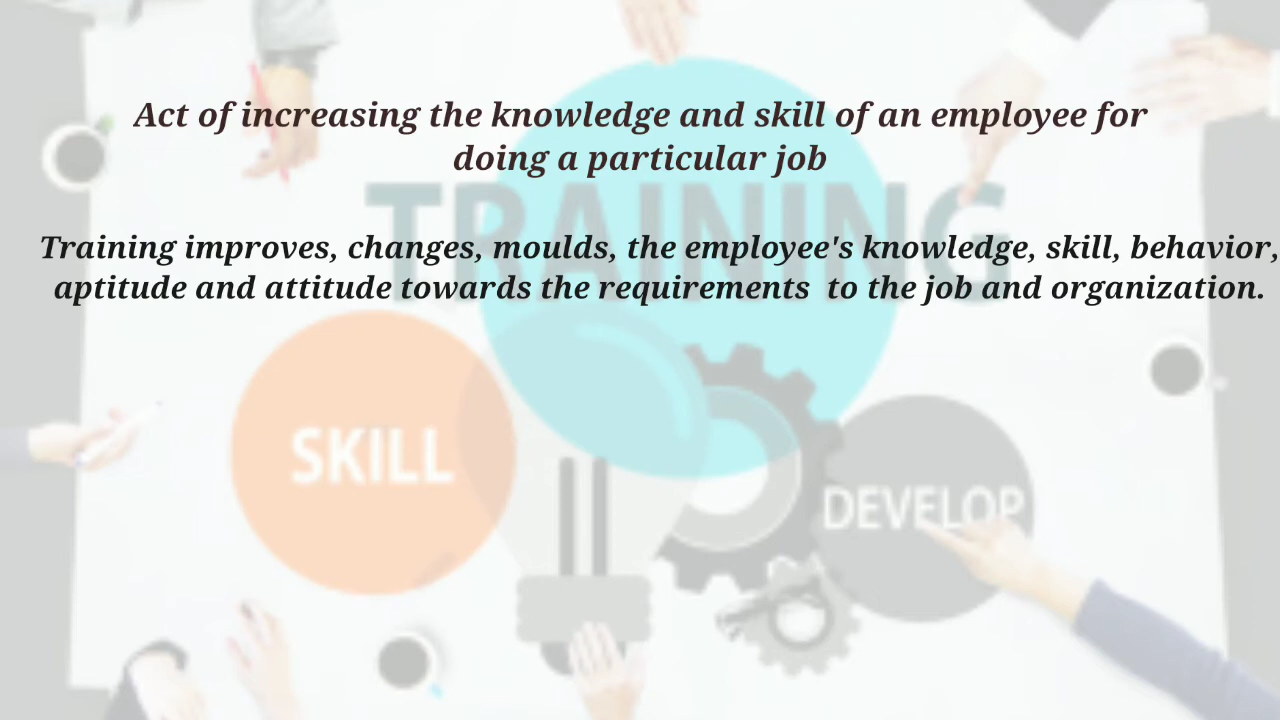 Act of increasing the knowledge and skill of an employee for
doing a particular job
TRAINING
Training improves, changes, moulds, the employee's knowledge, skill, behavior,
aptitude and attitude towards the requirements  to the job and organization.
SKILL
DEVELOP